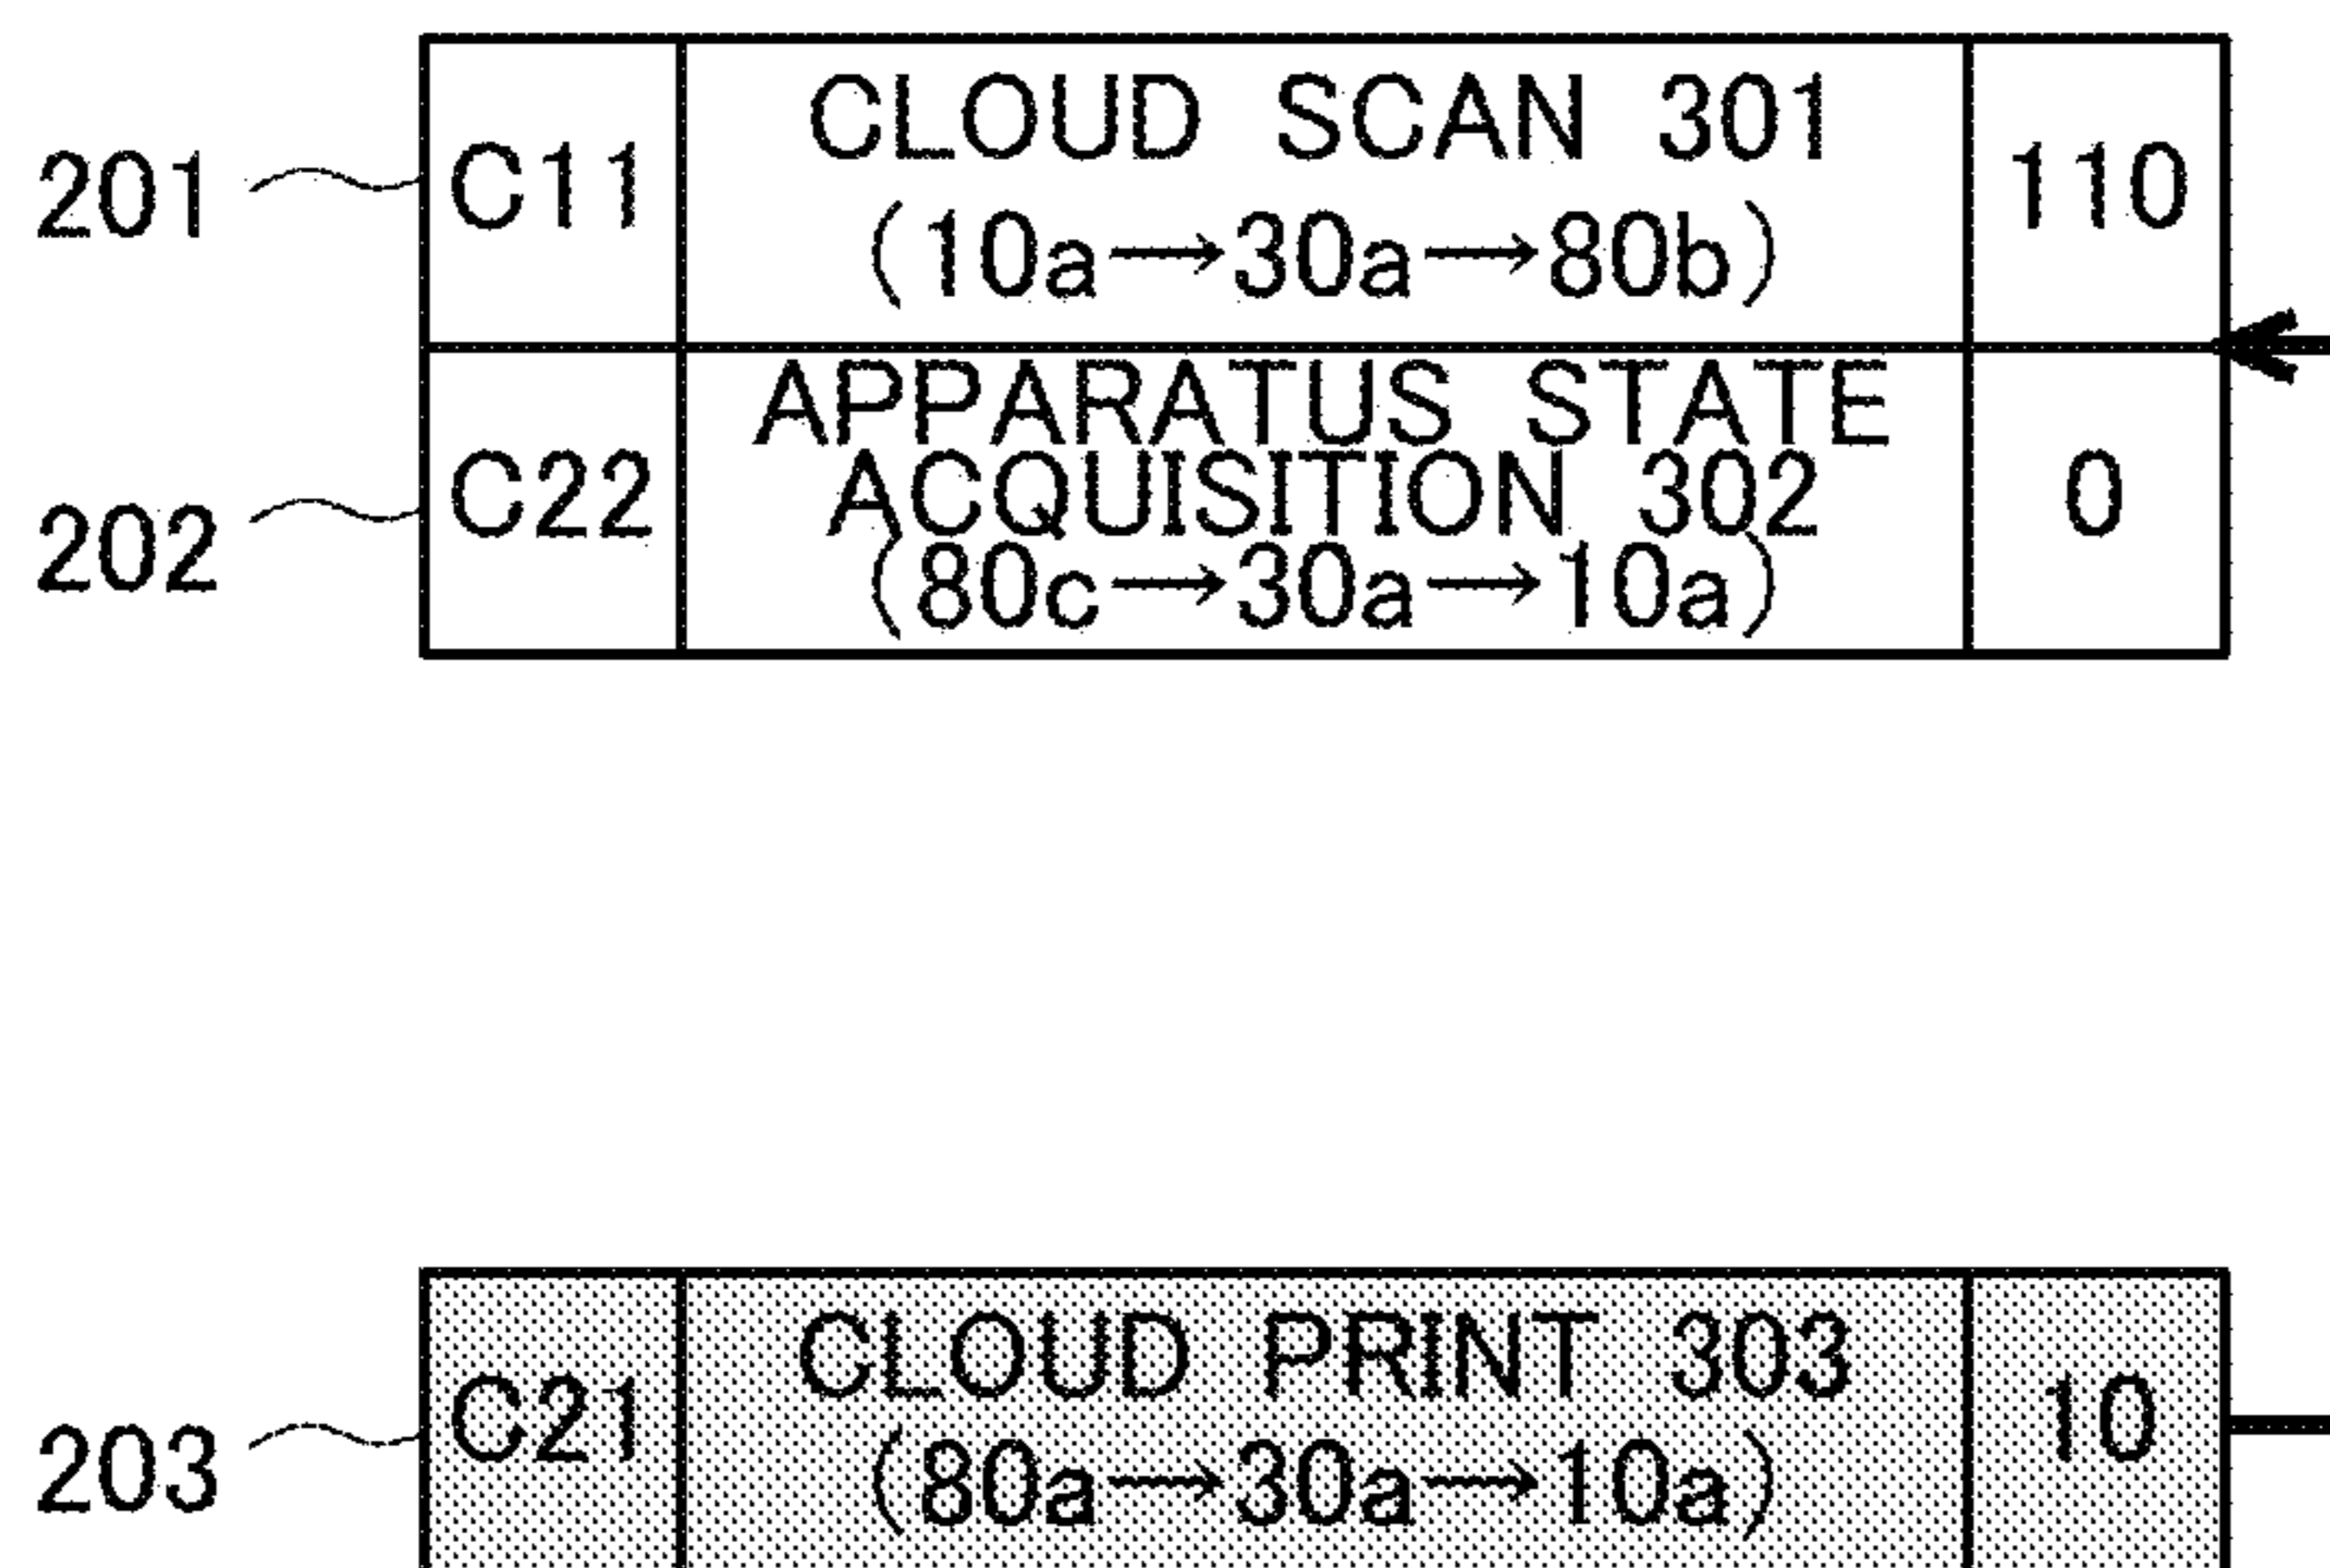 201
C11
CLOUD SCAN 301
(10a→30a→80b)
110
202
C22
APPARATUS STATE
ACQUISITION 302
(80c→30a→10a)
0
203
C21
CLOUD PRINT 303
(80a→30a→10a)
10